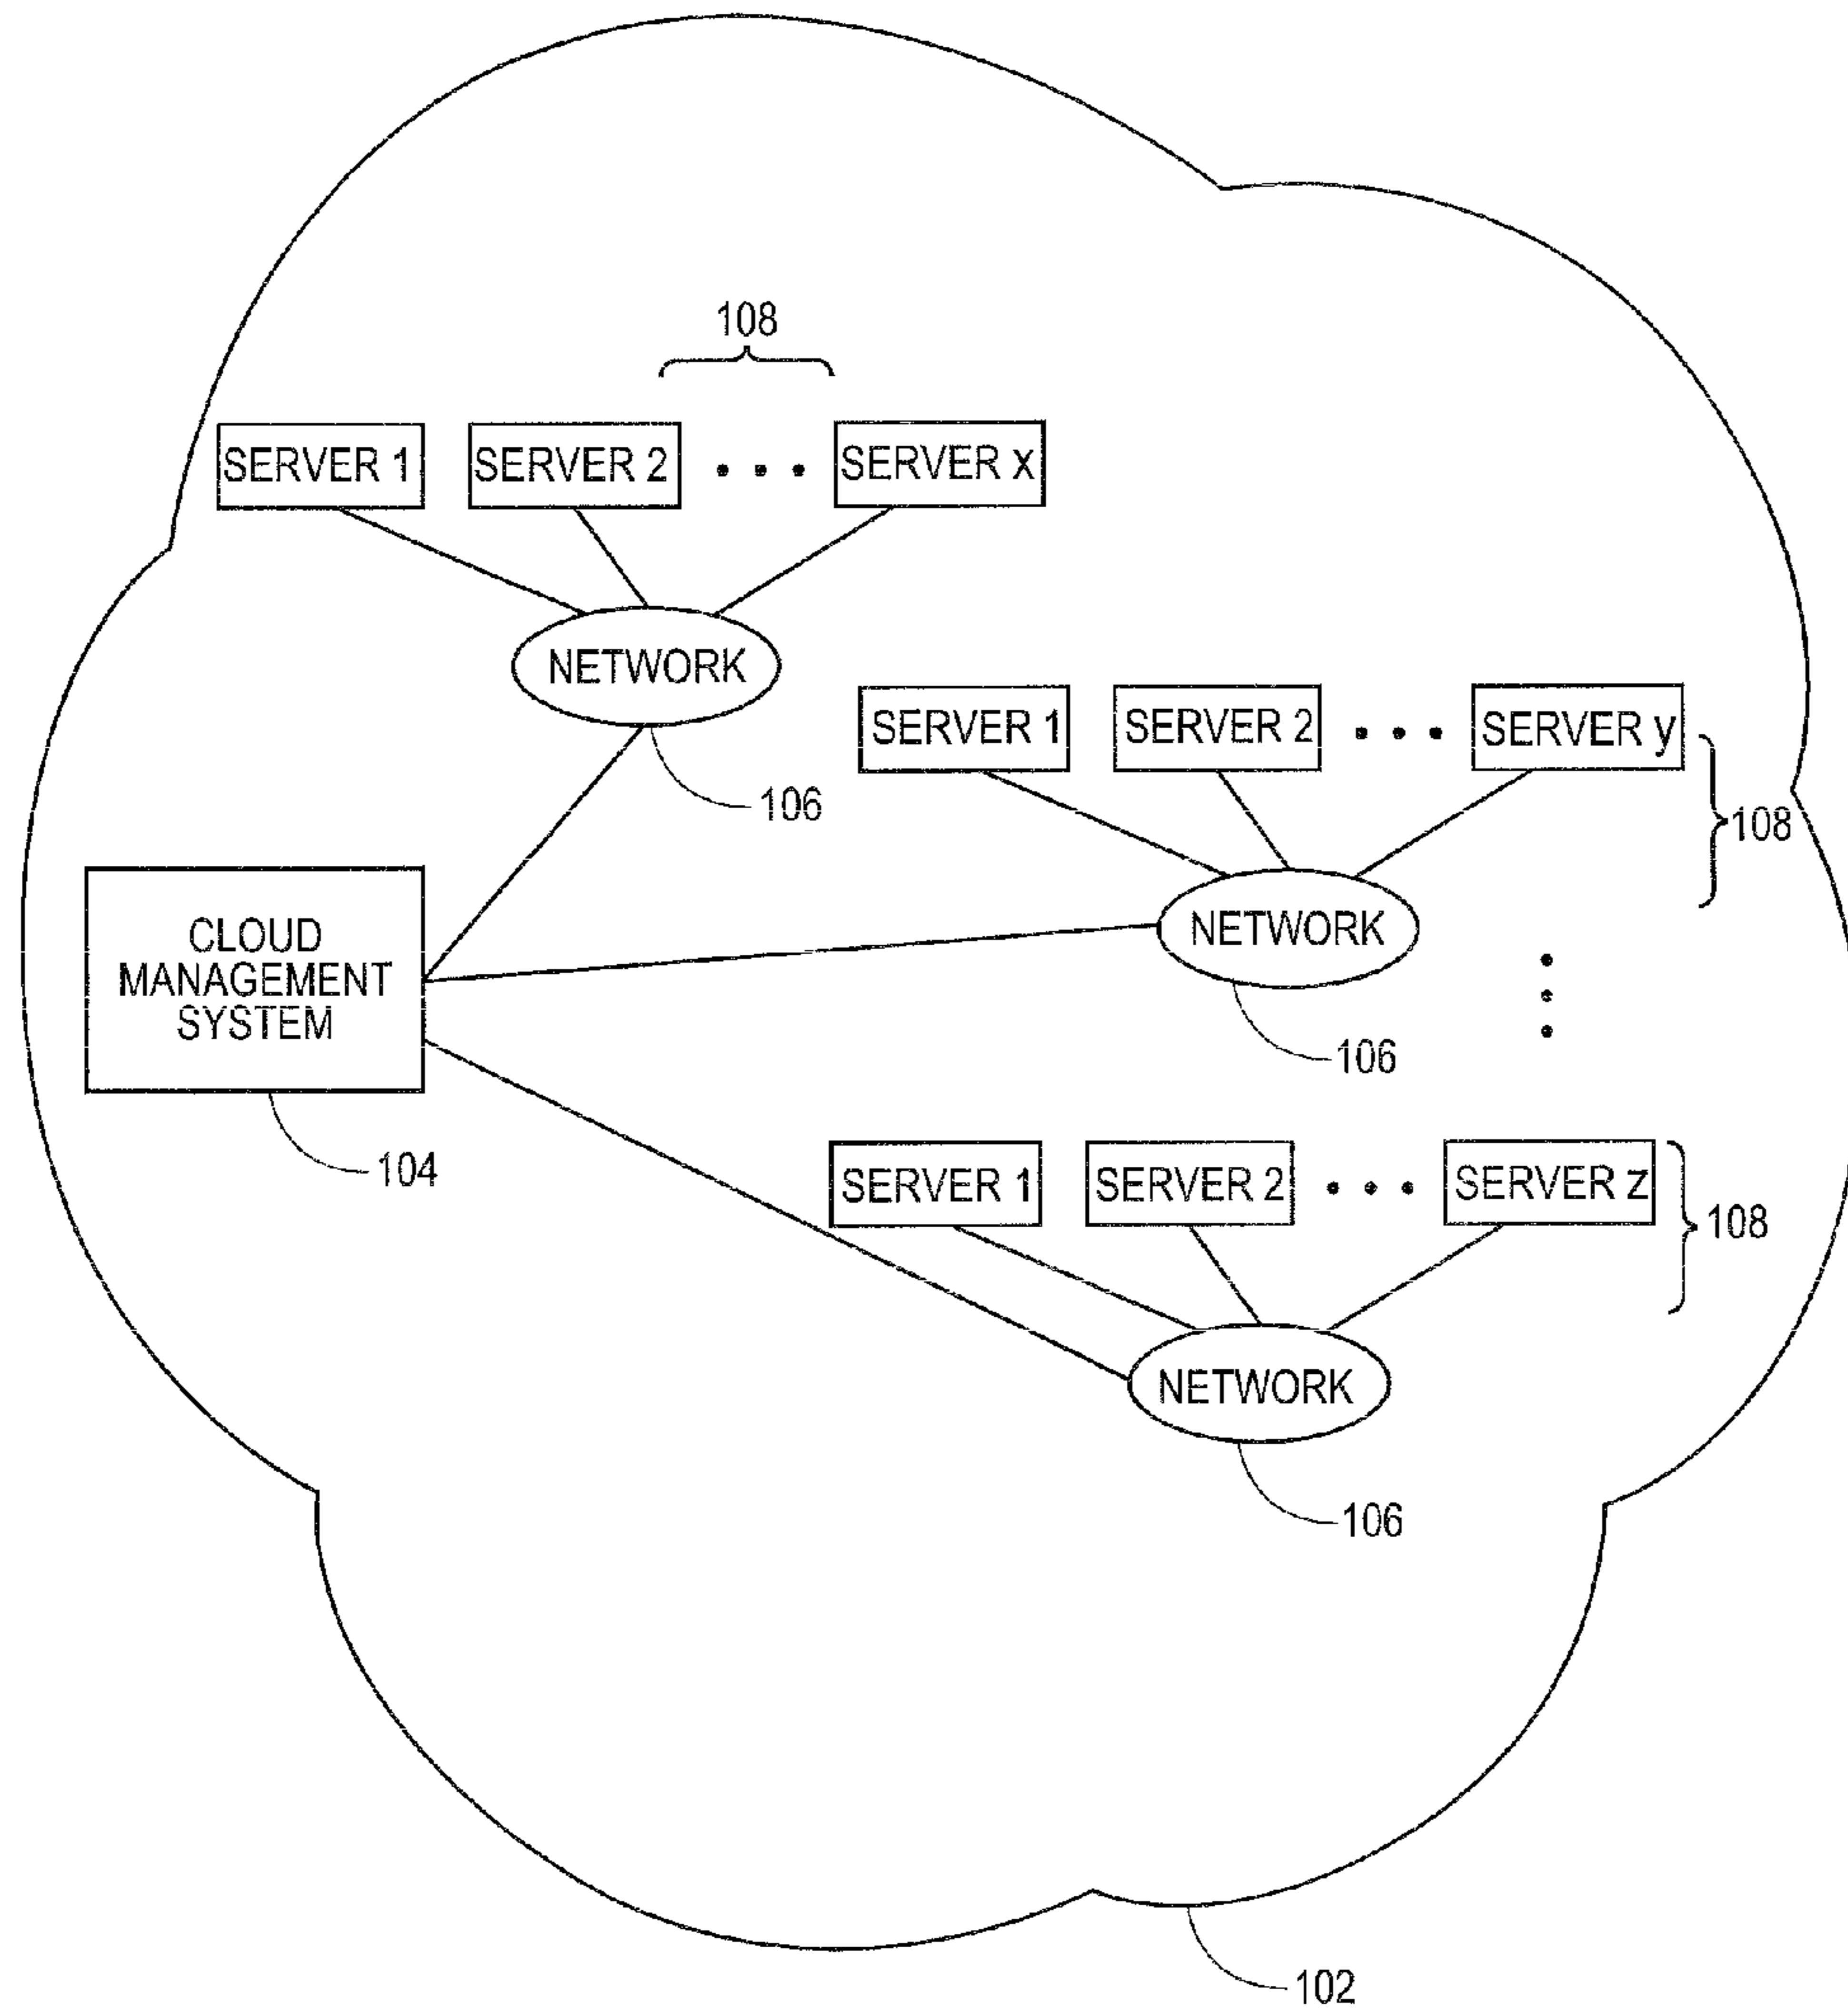 108
SERVER 1 SERVER 2 • • • SERVER x
NETWORK
106
SERVER 1 SERVER 2 • • • SERVER y
108
NETWORK
106
CLOUD
MANAGEMENT
SYSTEM
104
SERVER 1 SERVER 2 • • • SERVER z
108
NETWORK
106
102